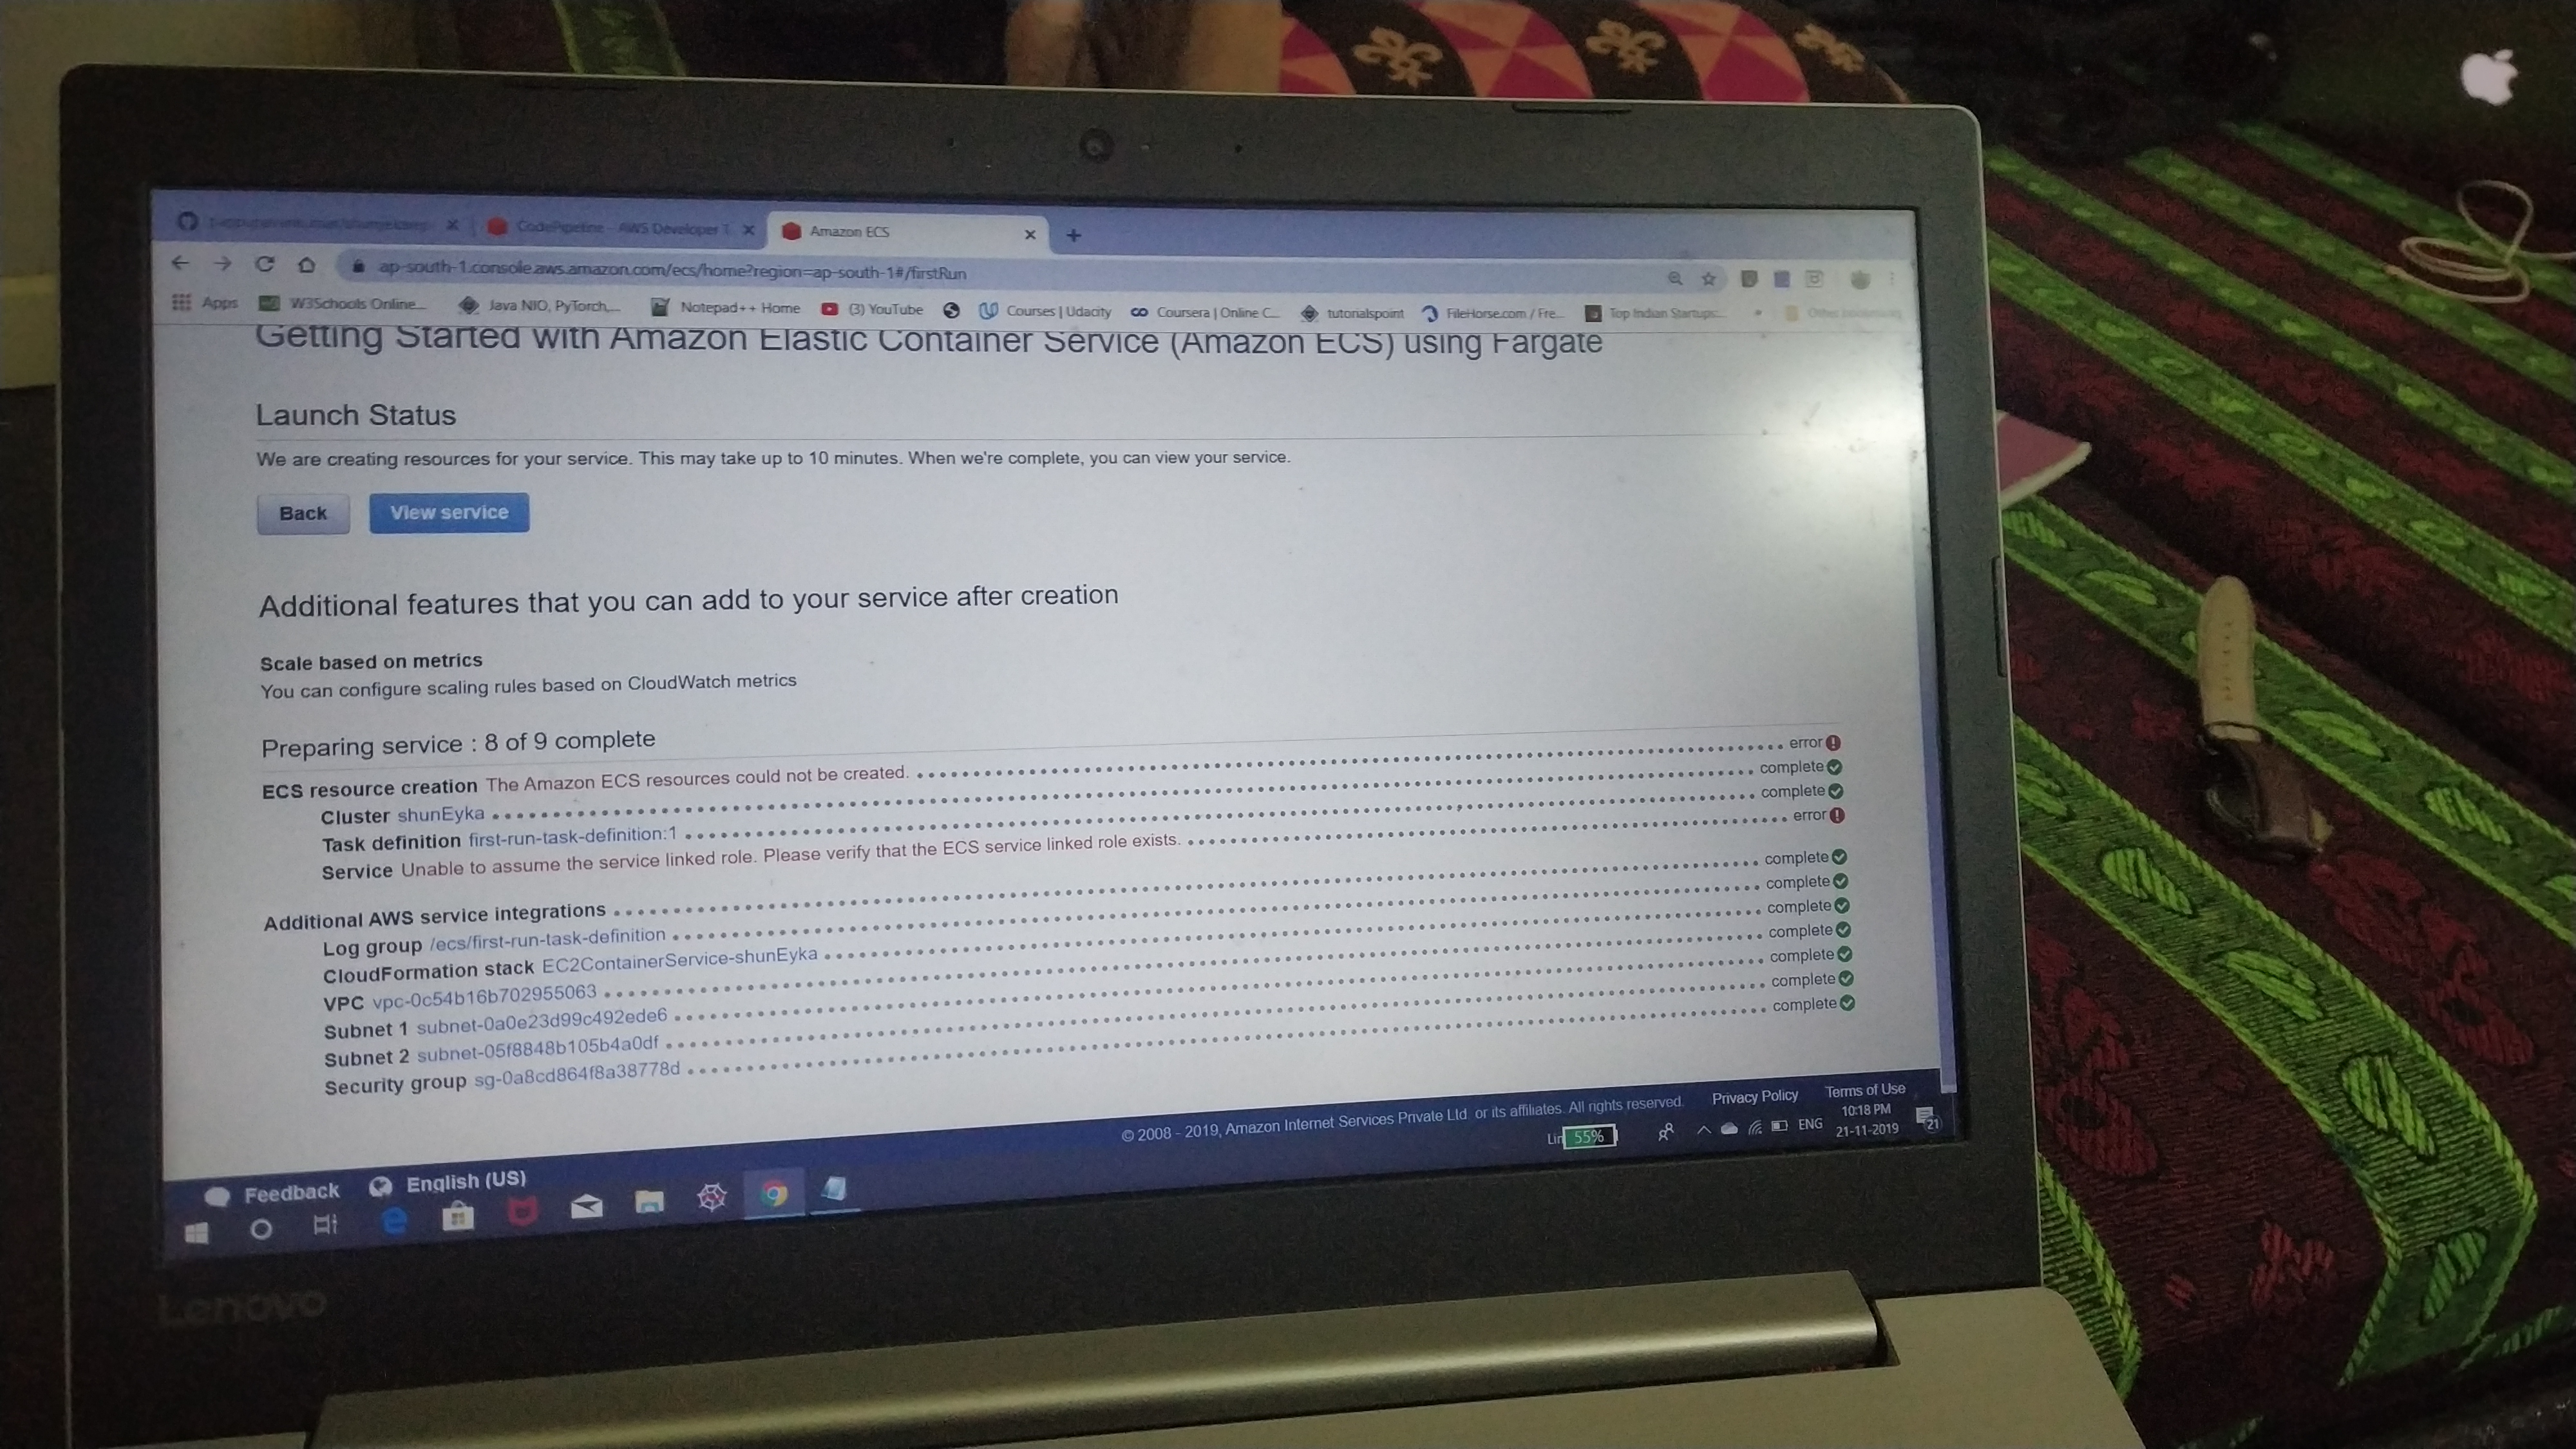 CodePipeline - AWS Developer T
Amazon ECS
ap-south-1.console.aws.amazon.com/ecs/home?region=ap-south-1#/firstRun
Apps W3Schools Online... Java NIO, PyTorch,... Notepad++ Home (3) YouTube Courses | Udacity Coursera | Online C... tutorialspoint FileHorse.com / Fre... Top Indian Startups...
Getting Started with Amazon Elastic Container Service (Amazon ECS) using Fargate
Launch Status
We are creating resources for your service. This may take up to 10 minutes. When we're complete, you can view your service.
Back View service
Additional features that you can add to your service after creation
Scale based on metrics
You can configure scaling rules based on CloudWatch metrics
Preparing service : 8 of 9 complete
ECS resource creation The Amazon ECS resources could not be created. error
Cluster shunEyka complete
Task definition first-run-task-definition:1 complete
Service Unable to assume the service linked role. Please verify that the ECS service linked role exists. error
Additional AWS service integrations complete
Log group /ecs/first-run-task-definition complete
CloudFormation stack EC2ContainerService-shunEyka complete
VPC vpc-0c54b16b702955063 complete
Subnet 1 subnet-0a0e23d99c492ede6 complete
Subnet 2 subnet-05f8848b105b4a0df complete
Security group sg-0a8cd864f8a38778d complete
© 2008 - 2019, Amazon Internet Services Private Ltd. or its affiliates. All rights reserved. Privacy Policy Terms of Use
Feedback English (US)
55% ENG 10:18 PM
21-11-2019 21
Lenovo